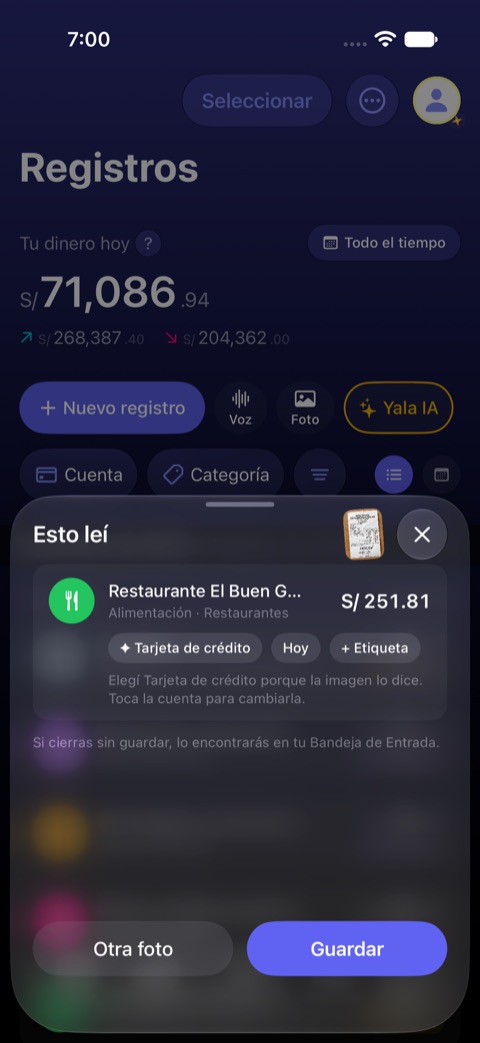 7:00
Seleccionar
Registros
Tu dinero hoy ?
Todo el tiempo
S/71,086.94
S/268,387.40 S/204,362.00
+ Nuevo registro
Voz
Foto
Yala IA
Cuenta
Categoría
Esto leí
Restaurante El Buen G...
S/ 251.81
Alimentación · Restaurantes
Tarjeta de crédito
Hoy
+ Etiqueta
Elegí Tarjeta de crédito porque la imagen lo dice.
Toca la cuenta para cambiarla.
Si cierras sin guardar, lo encontrarás en tu Bandeja de Entrada.
Otra foto
Guardar